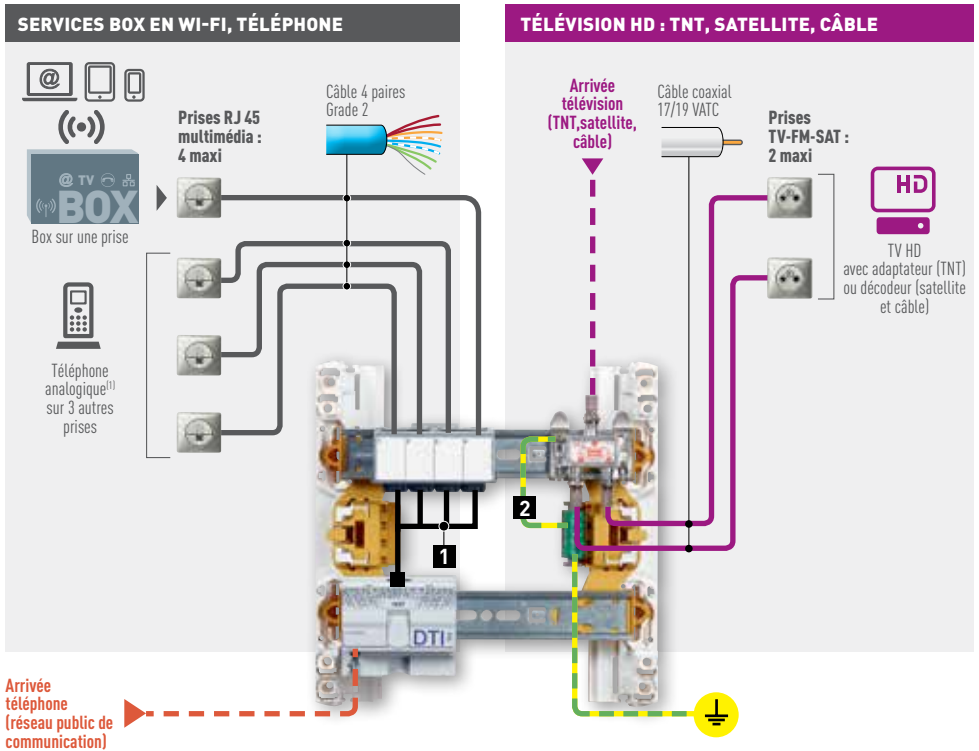 SERVICES BOX EN WI-FI, TÉLÉPHONE
@
Prises RJ 45
multimédia :
4 maxi
Câble 4 paires
Grade 2
@ TV
BOX
Box sur une prise
Téléphone
analogique(1)
sur 3 autres
prises
1
DTI
Arrivée
téléphone
(réseau public de
communication)
TÉLÉVISION HD : TNT, SATELLITE, CÂBLE
Arrivée
télévision
(TNT,satellite,
câble)
Câble coaxial
17/19 VATC
Prises
TV-FM-SAT :
2 maxi
HD
TV HD
avec adaptateur (TNT)
ou décodeur (satellite
et câble)
2